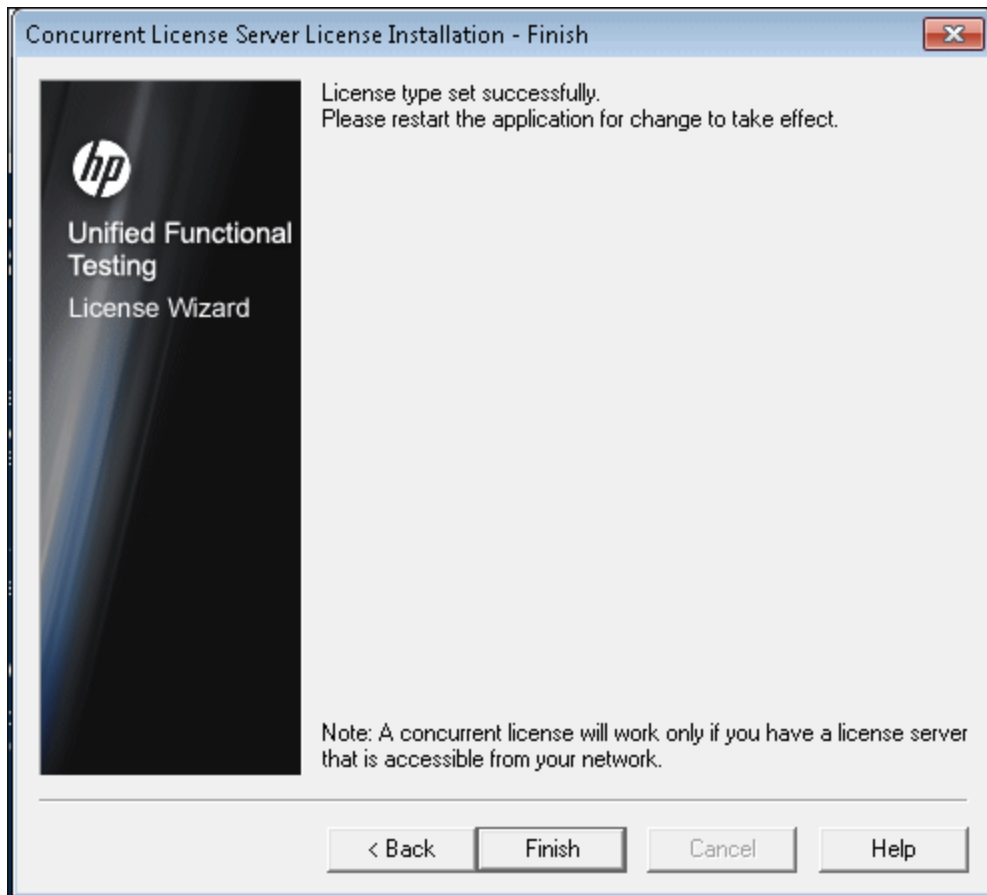 Concurrent License Server License Installation - Finish
License type set successfully.
Please restart the application for change to take effect.
hp
Unified Functional
Testing
License Wizard
Note: A concurrent license will work only if you have a license server
that is accessible from your network.
< Back
Finish
Cancel
Help